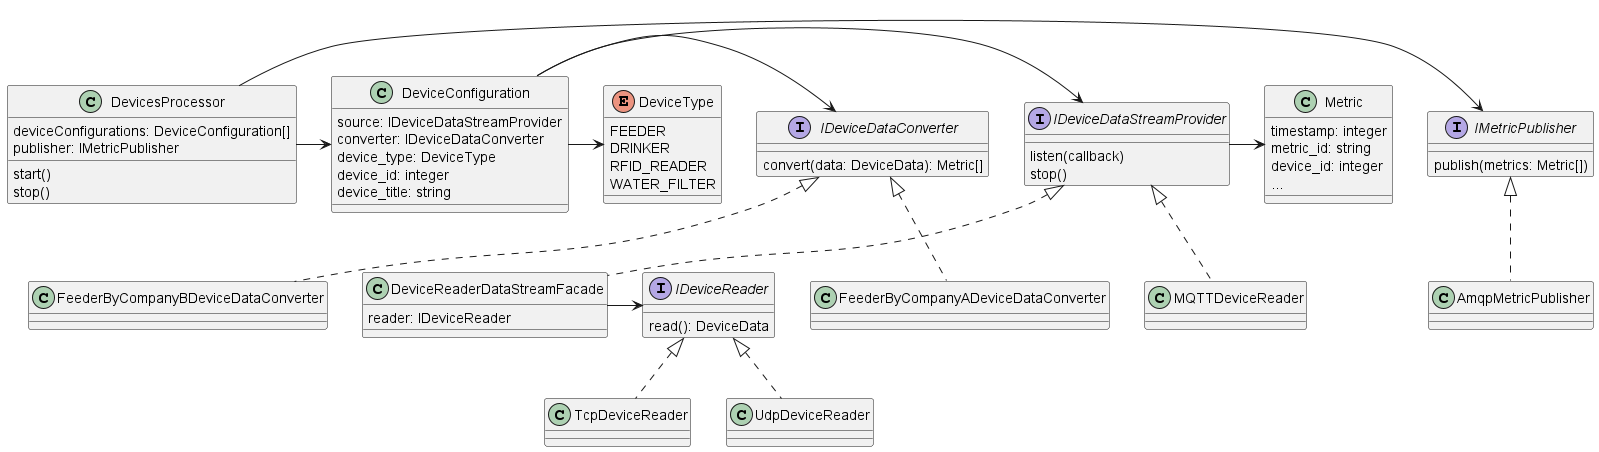 C DevicesProcessor
deviceConfigurations: DeviceConfiguration[]
publisher: IMetricPublisher
start()
stop()
C DeviceConfiguration
source: IDeviceDataStreamProvider
converter: IDeviceDataConverter
device_type: DeviceType
device_id: integer
device_title: string
E DeviceType
FEEDER
DRINKER
RFID_READER
WATER_FILTER
I IDeviceDataConverter
convert(data: DeviceData): Metric[]
I IDeviceDataStreamProvider
listen(callback)
stop()
C Metric
timestamp: integer
metric_id: string
device_id: integer
...
I IMetricPublisher
publish(metrics: Metric[])
C FeederByCompanyBDeviceDataConverter
C DeviceReaderDataStreamFacade
reader: IDeviceReader
I IDeviceReader
read(): DeviceData
C FeederByCompanyADeviceDataConverter
C MQTTDeviceReader
C AmqpMetricPublisher
C TcpDeviceReader
C UdpDeviceReader